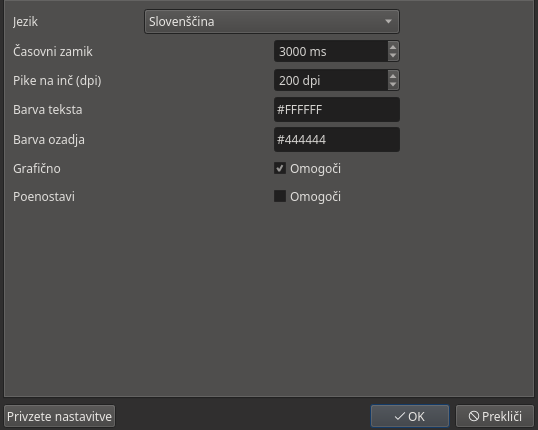 Jezik Slovenščina
Časovni zamik 3000 ms
Pike na inč (dpi) 200 dpi
Barva teksta #FFFFFF
Barva ozadja #444444
Grafično Omogoči
Poenostavi Omogoči
Privzete nastavitve OK Prekliči